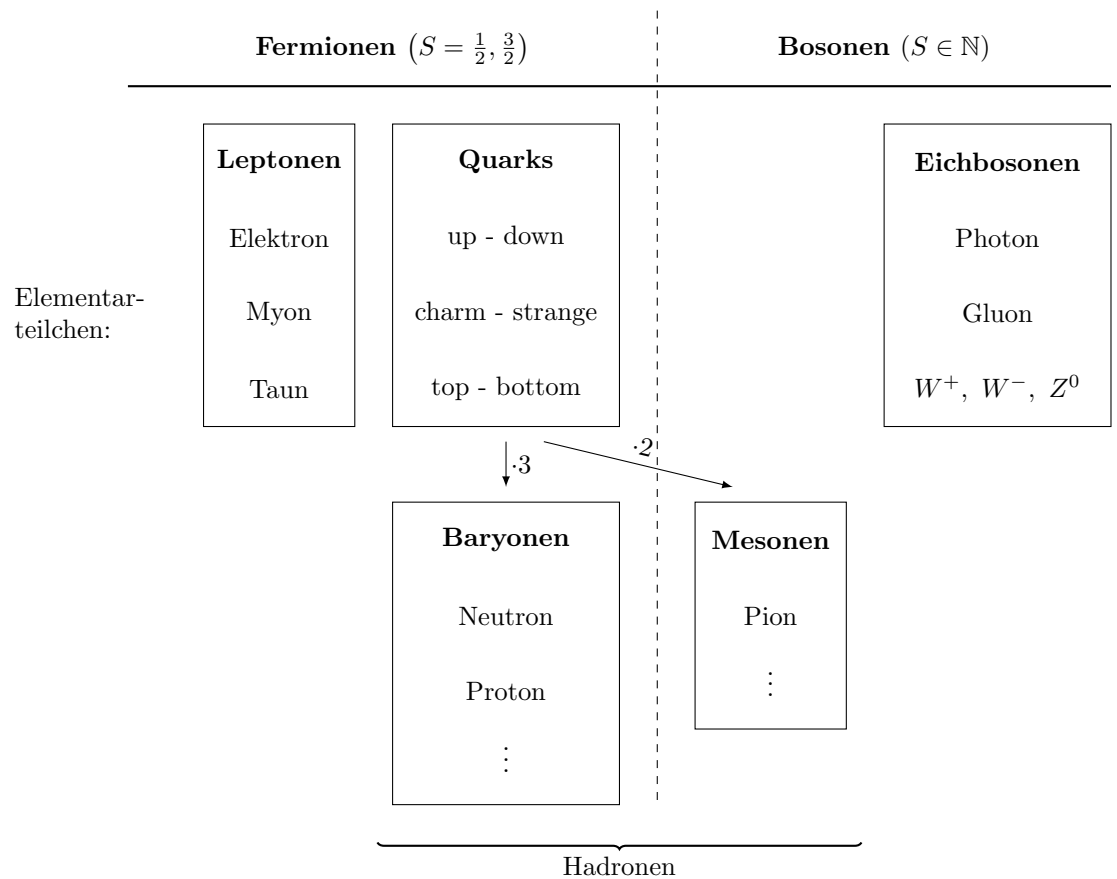 Fermionen (S = 1/2, 3/2)
Bosonen (S ∈ ℕ)
Elementar-
teilchen:
Leptonen
Elektron
Myon
Taun
Quarks
up - down
charm - strange
top - bottom
Eichbosonen
Photon
Gluon
W⁺, W⁻, Z⁰
·3
·2
Baryonen
Neutron
Proton
⋮
Mesonen
Pion
⋮
Hadronen